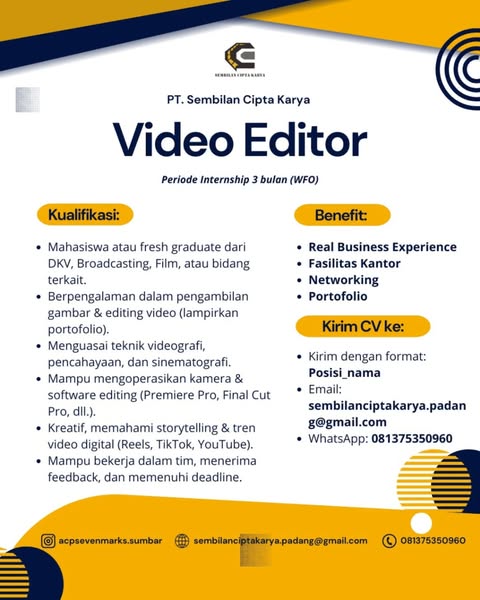 SEMBILAN CIPTA KARYA
PT. Sembilan Cipta Karya
Video Editor
Periode Internship 3 bulan (WFO)
Kualifikasi:
Mahasiswa atau fresh graduate dari
DKV, Broadcasting, Film, atau bidang
terkait.
Berpengalaman dalam pengambilan
gambar & editing video (lampirkan
portofolio).
Menguasai teknik videografi,
pencahayaan, dan sinematografi.
Mampu mengoperasikan kamera &
software editing (Premiere Pro, Final Cut
Pro, dll.).
Kreatif, memahami storytelling & tren
video digital (Reels, TikTok, YouTube).
Mampu bekerja dalam tim, menerima
feedback, dan memenuhi deadline.
Benefit:
Real Business Experience
Fasilitas Kantor
Networking
Portofolio
Kirim CV ke:
Kirim dengan format:
Posisi_nama
Email:
sembilanciptakarya.padan
g@gmail.com
WhatsApp: 081375350960
acpsevenmarks.sumbar
sembilanciptakarya.padang@gmail.com
081375350960